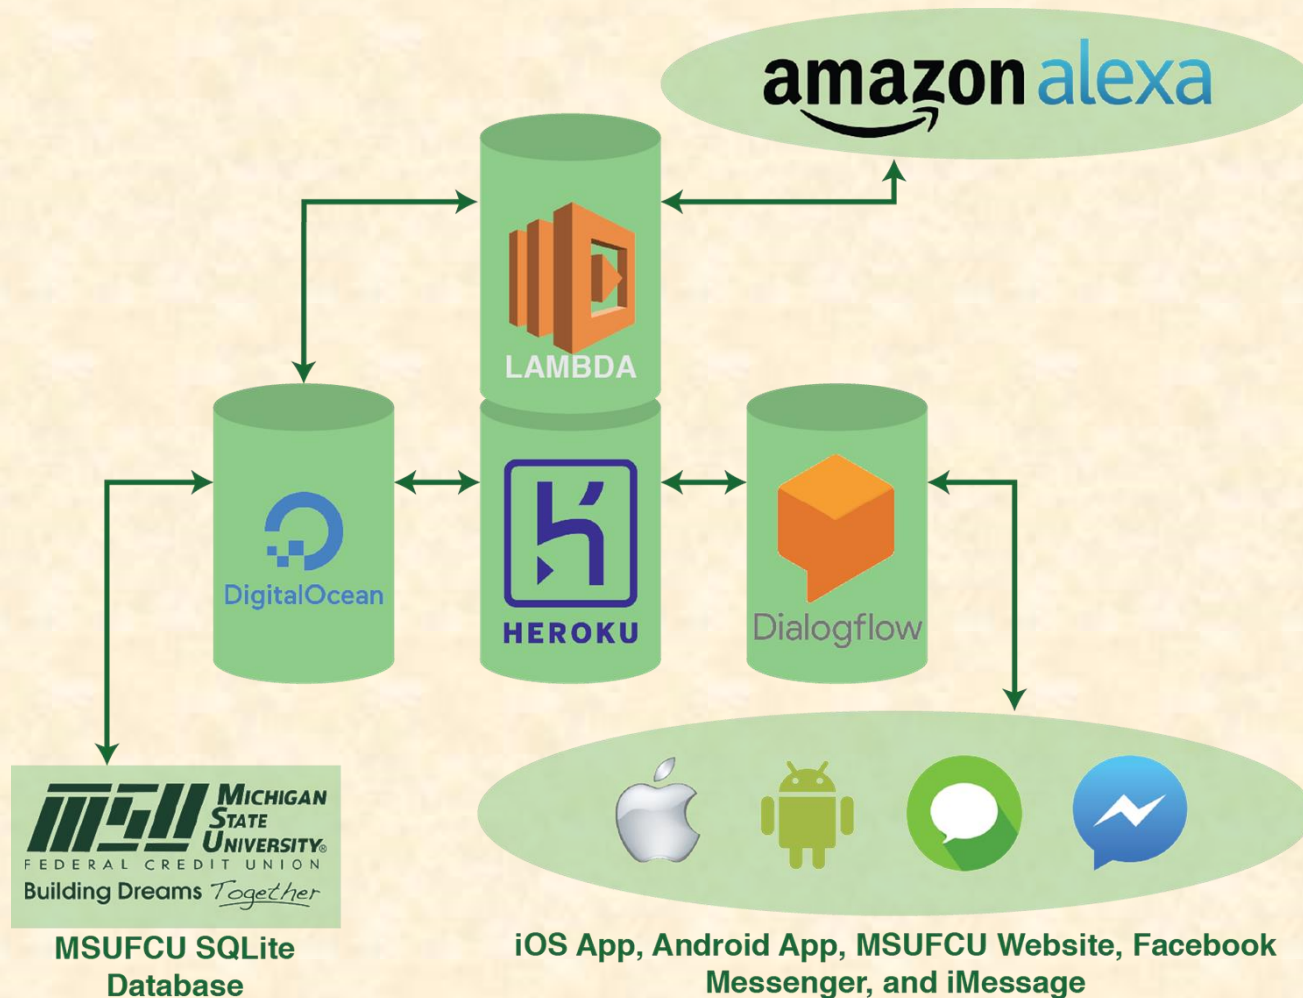 amazon alexa
LAMBDA
DigitalOcean
HEROKU
Dialogflow
MSU MICHIGAN
STATE
UNIVERSITY®
FEDERAL CREDIT UNION
Building Dreams Together
MSUFCU SQLite
Database
iOS App, Android App, MSUFCU Website, Facebook
Messenger, and iMessage